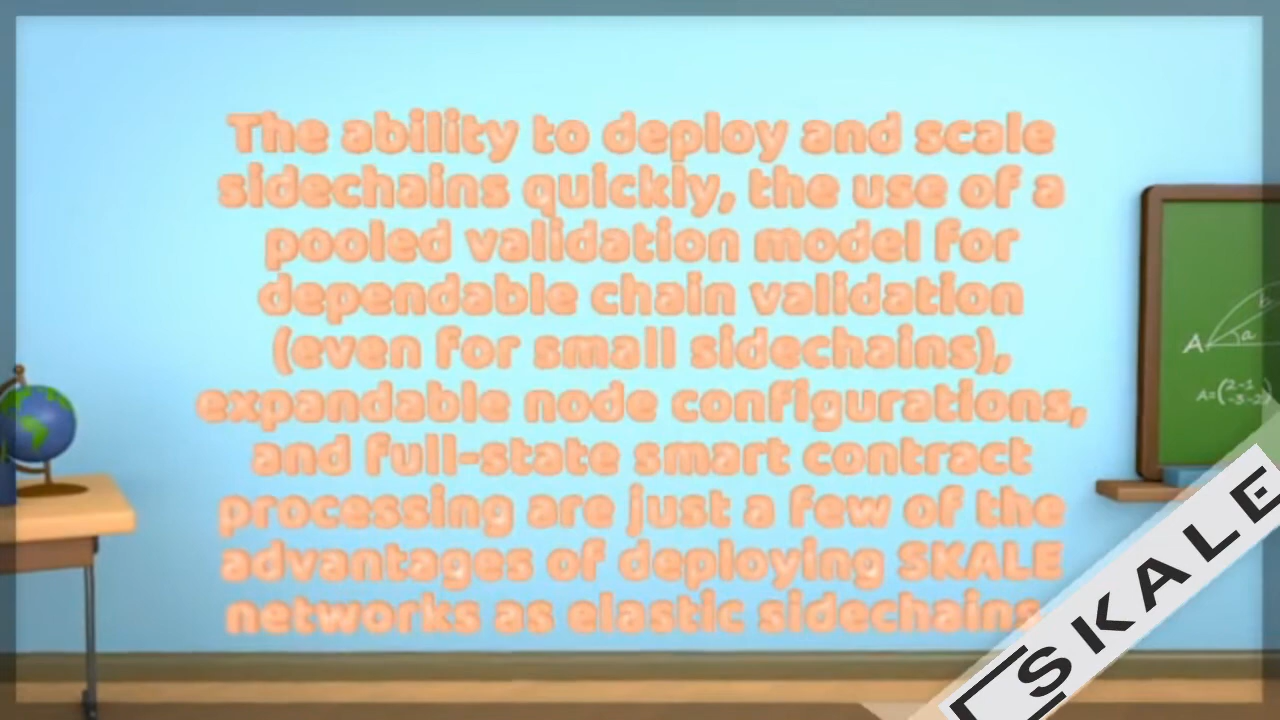 The ability to deploy and scale
sidechains quickly, the use of a
pooled validation model for
dependable chain validation
(even for small sidechains),
expandable node configurations,
and full-state smart contract
processing are just a few of the
advantages of deploying SKALE
networks as elastic sidechains.
A
a
b
SKALE